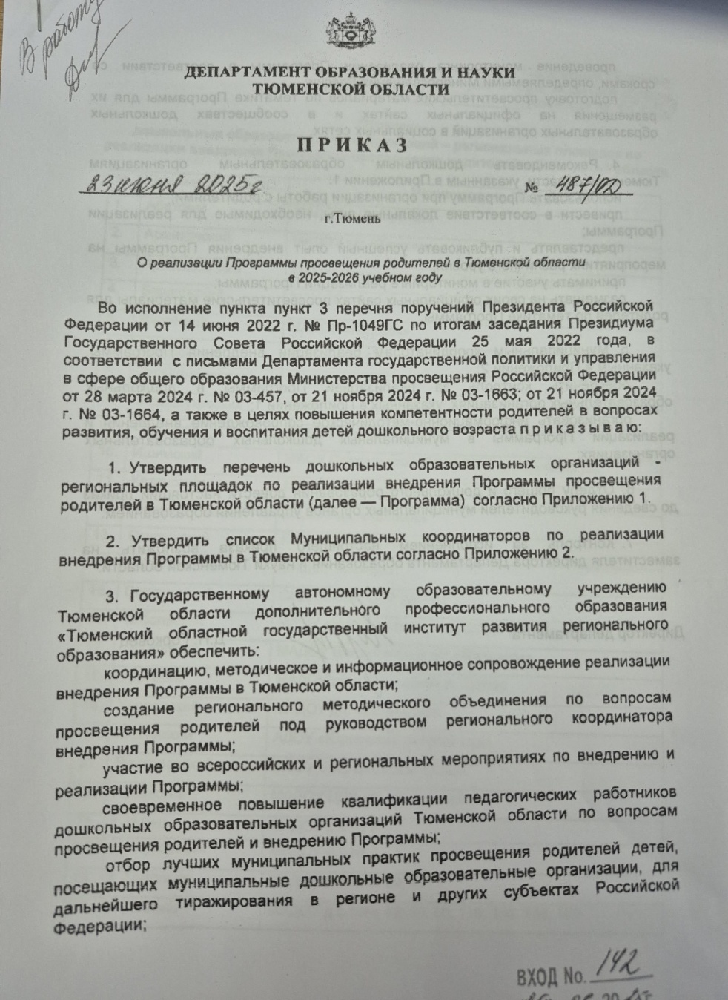 В работу
ДЕПАРТАМЕНТ ОБРАЗОВАНИЯ И НАУКИ
ТЮМЕНСКОЙ ОБЛАСТИ
ПРИКАЗ
23 июня 2025г № 487/ОД
г.Тюмень
О реализации Программы просвещения родителей в Тюменской области
в 2025-2026 учебном году
Во исполнение пункта пункт 3 перечня поручений Президента Российской
Федерации от 14 июня 2022 г. № Пр-1049ГС по итогам заседания Президиума
Государственного Совета Российской Федерации 25 мая 2022 года, в
соответствии с письмами Департамента государственной политики и управления
в сфере общего образования Министерства просвещения Российской Федерации
от 28 марта 2024 г. № 03-457, от 21 ноября 2024 г. № 03-1663; от 21 ноября 2024
г. № 03-1664, а также в целях повышения компетентности родителей в вопросах
развития, обучения и воспитания детей дошкольного возраста п р и к а з ы в а ю:
1. Утвердить перечень дошкольных образовательных организаций -
региональных площадок по реализации внедрения Программы просвещения
родителей в Тюменской области (далее — Программа) согласно Приложению 1.
2. Утвердить список Муниципальных координаторов по реализации
внедрения Программы в Тюменской области согласно Приложению 2.
3. Государственному автономному образовательному учреждению
Тюменской области дополнительного профессионального образования
«Тюменский областной государственный институт развития регионального
образования» обеспечить:
координацию, методическое и информационное сопровождение реализации
внедрения Программы в Тюменской области;
создание регионального методического объединения по вопросам
просвещения родителей под руководством регионального координатора
внедрения Программы;
участие во всероссийских и региональных мероприятиях по внедрению и
реализации Программы;
своевременное повышение квалификации педагогических работников
дошкольных образовательных организаций Тюменской области по вопросам
просвещения родителей и внедрению Программы;
отбор лучших муниципальных практик просвещения родителей детей,
посещающих муниципальные дошкольные образовательные организации, для
дальнейшего тиражирования в регионе и других субъектах Российской
Федерации;
ВХОД No. 142